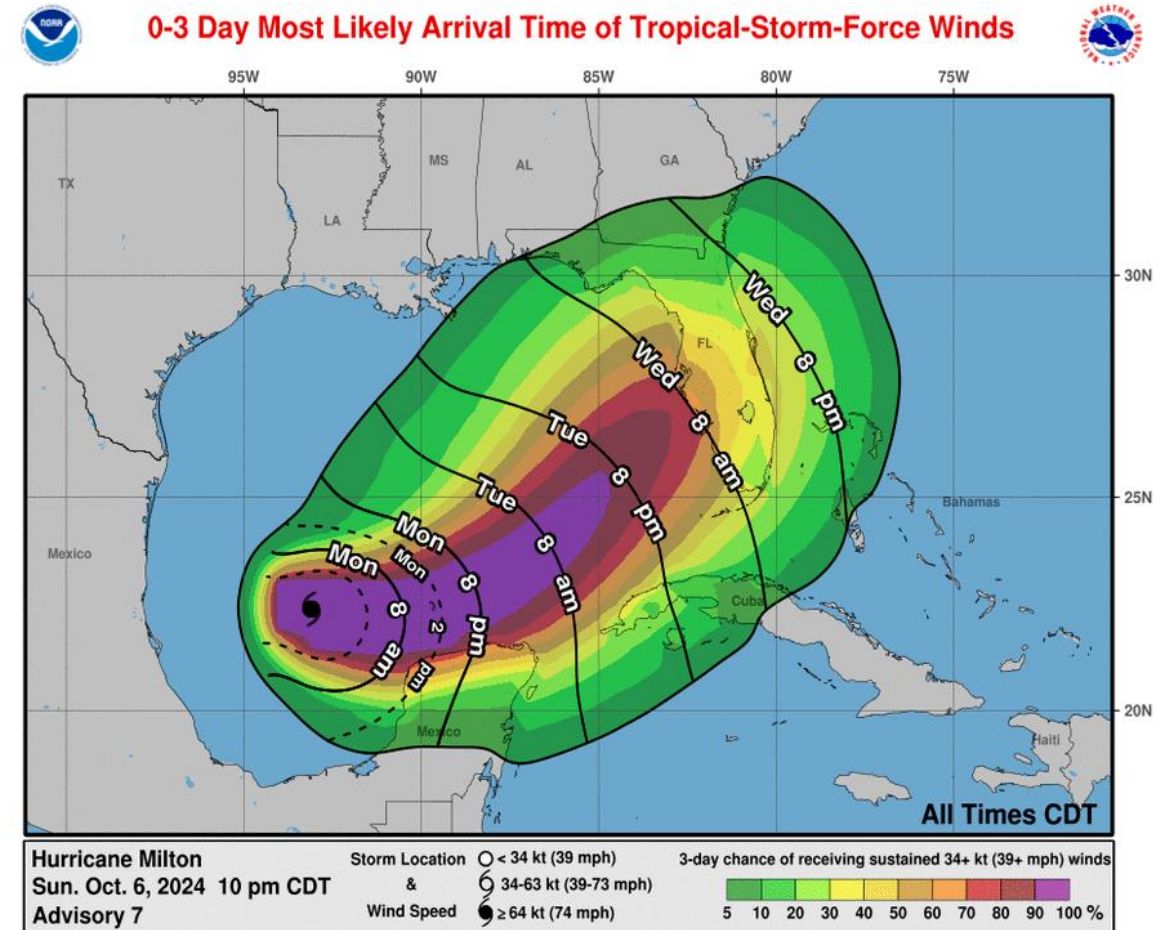 0-3 Day Most Likely Arrival Time of Tropical-Storm-Force Winds
NOAA
NATIONAL WEATHER SERVICE
95W 90W 85W 80W 75W
MS AL GA
TX
LA
30N
Wed 8 pm
FL
Wed 8 am
Tue 8 pm
Tue 8 am
25N
Bahamas
Mon 8 pm
Mon 2 pm
Mon 8 am
Mexico
Cuba
20N
Mexico
Haiti
All Times CDT
Hurricane Milton
Sun. Oct. 6, 2024 10 pm CDT
Advisory 7
Storm Location
&
Wind Speed
< 34 kt (39 mph)
34-63 kt (39-73 mph)
≥ 64 kt (74 mph)
3-day chance of receiving sustained 34+ kt (39+ mph) winds
5 10 20 30 40 50 60 70 80 90 100 %